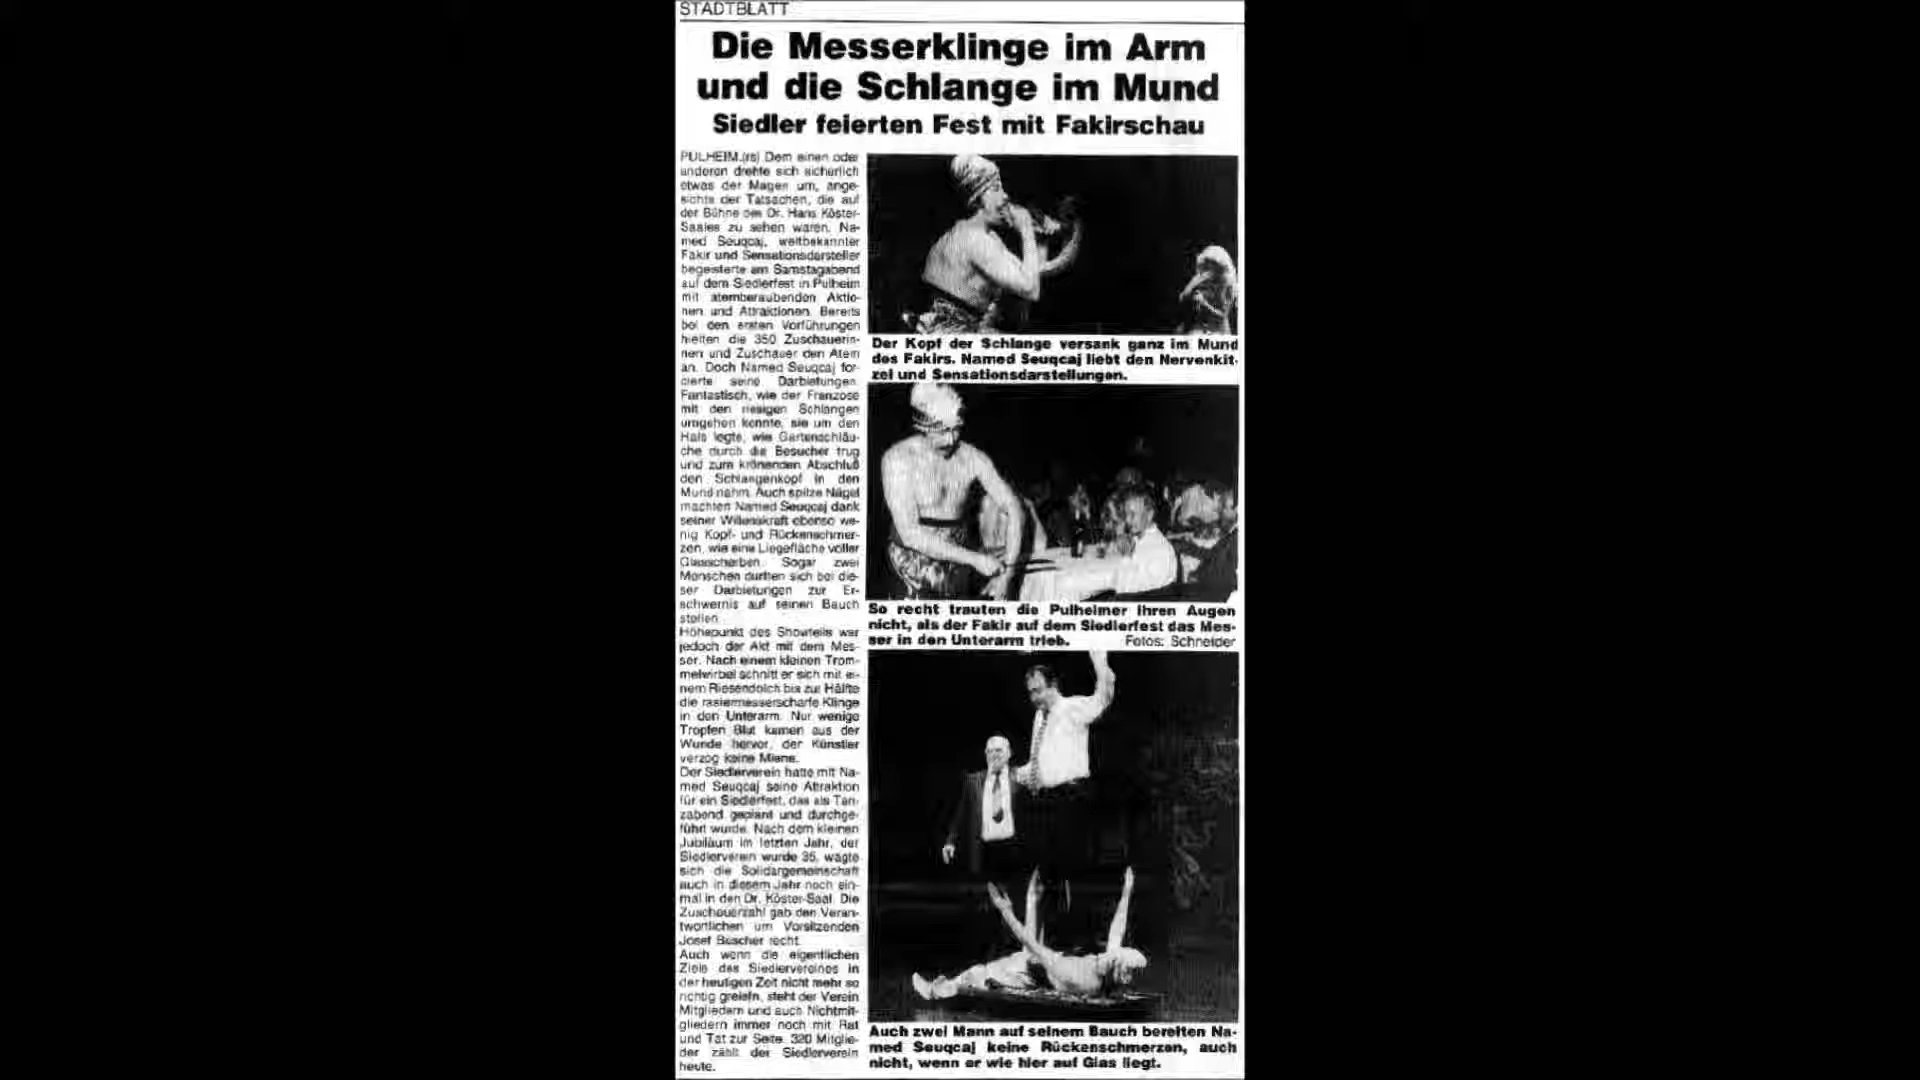 STADTBLATT
Die Messerklinge im Arm
und die Schlange im Mund
Siedler feierten Fest mit Fakirschau
PULHEIM.(rs) Dem einen oder
anderen drehte sich sicherlich
etwas der Magen um, ange-
sichts der Tatsachen, die auf
der Bühne des Dr. Hans Köster-
Saales zu sehen waren. Na-
med Seuqcaj, weltbekannter
Fakir und Sensationsdarsteller
begeisterte am Samstagabend
auf dem Siedlerfest in Pulheim
mit atemberaubenden Aktio-
nen und Attraktionen. Bereits
bei den ersten Vorführungen
hielten die 350 Zuschauerin-
nen und Zuschauer den Atem
an. Doch Named Seuqcaj for-
cierte seine Darbietungen.
Fantastisch, wie der Franzose
mit den riesigen Schlangen
umgehen konnte, sie um den
Hals legte, wie Gartenschläu-
che durch die Besucher trug
und zum krönenden Abschluß
den Schlangenkopf in den
Mund nahm. Auch spitze Nägel
machten Named Seuqcaj dank
seiner Willenskraft ebenso we-
nig Kopf- und Rückenschmer-
zen, wie eine Liegefläche voller
Glasscherben. Sogar zwei
Menschen durften sich bei die-
ser Darbietungen zur Er-
schwernis auf seinen Bauch
stellen.
Höhepunkt des Showteils war
jedoch der Akt mit dem Mes-
ser. Nach einem kleinen Trom-
melwirbel schnitt er sich mit ei-
nem Riesendolch bis zur Hälfte
die rasiermesserscharfe Klinge
in den Unterarm. Nur wenige
Tropfen Blut kamen aus der
Wunde hervor, der Künstler
verzog keine Miene.
Der Siedlerverein hatte mit Na-
med Seuqcaj seine Attraktion
für ein Siedlerfest, das als Tan-
zabend geplant und durchge-
führt wurde. Nach dem kleinen
Jubiläum im letzten Jahr, der
Siedlerverein wurde 35, wagte
sich die Solidargemeinschaft
auch in diesem Jahr noch ein-
mal in den Dr. Köster-Saal. Die
Zuschauerzahl gab den Veran-
twortlichen um Vorsitzenden
Josef Büscher recht.
Auch wenn die eigentlichen
Ziele des Siedlervereines in
der heutigen Zeit nicht mehr so
richtig greifen, steht der Verein
Mitgliedern und auch Nichtmit-
gliedern immer noch mit Rat
und Tat zur Seite. 320 Mitglie-
der zählt der Siedlerverein
heute.
Der Kopf der Schlange versank ganz im Mund
des Fakirs. Named Seuqcaj liebt den Nervenkit-
zel und Sensationsdarstellungen.
So recht trauten die Pulheimer ihren Augen
nicht, als der Fakir auf dem Siedlerfest das Mes-
ser in den Unterarm trieb. Fotos: Schneider
Auch zwei Mann auf seinem Bauch bereiten Na-
med Seuqcaj keine Rückenschmerzen, auch
nicht, wenn er wie hier auf Glas liegt.